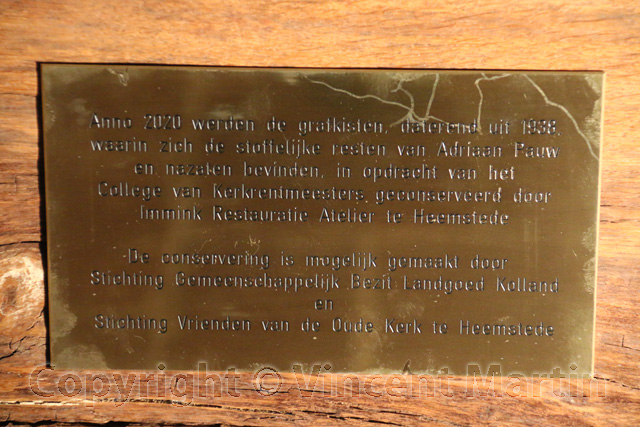 Anno 2020 werden de grafkisten, daterend uit 1938,
waarin zich de stoffelijke resten van Adriaan Pauw
en nazaten bevinden, in opdracht van het
College van Kerkrentmeesters, geconserveerd door
Immink Restauratie Atelier te Heemstede
De conservering is mogelijk gemaakt door
Stichting Gemeenschappelijk Bezit Landgoed Kolland
en
Stichting Vrienden van de Oude Kerk te Heemstede
Copyright © Vincent Martin